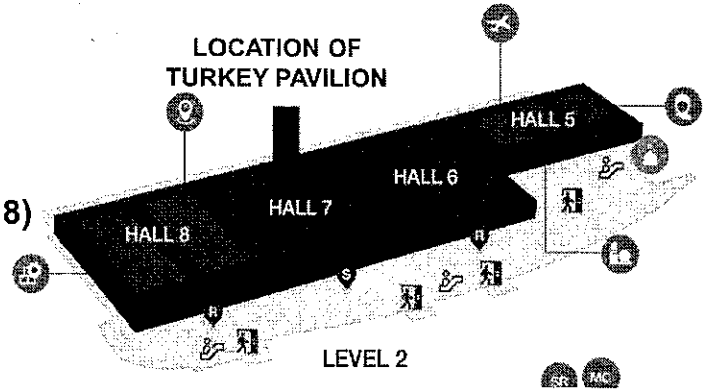 LOCATION OF
TURKEY PAVILION
HALL 5
HALL 6
8)
HALL 7
HALL 8
R
S
R
LEVEL 2
SR
MC